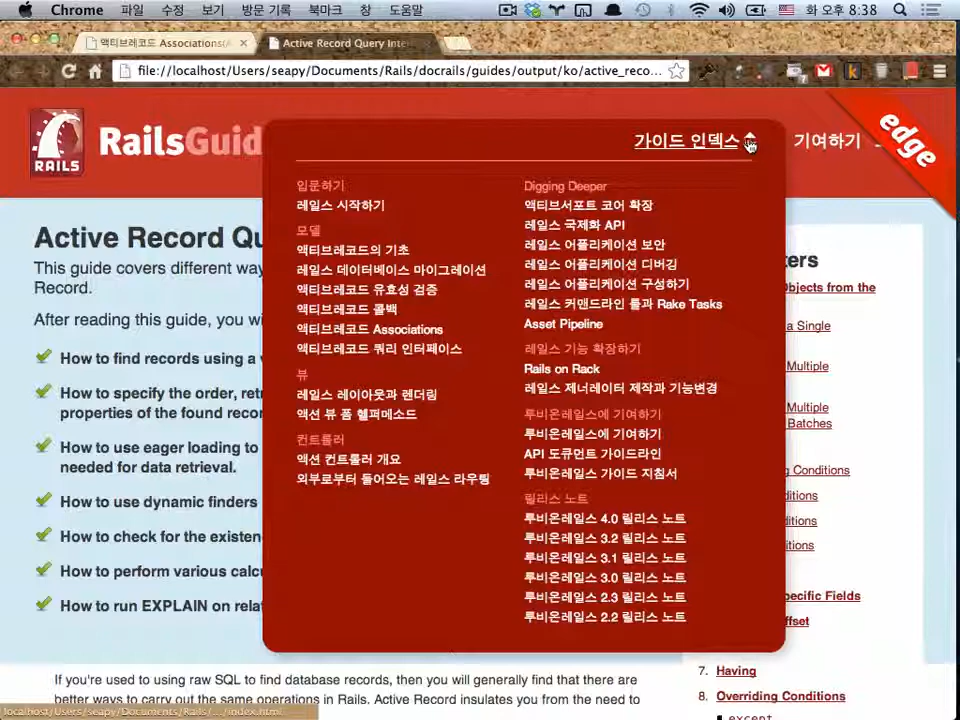 Chrome 파일 수정 보기 방문 기록 북마크 창 도움말 화 오후 8:38
액티브레코드 Associations
Active Record Query Inte
file://localhost/Users/seapy/Documents/Rails/docrails/guides/output/ko/active_reco...
RAILS
RailsGuid
가이드 인덱스
기여하기
edge
입문하기
레일스 시작하기
모델
액티브레코드의 기초
레일스 데이터베이스 마이그레이션
액티브레코드 유효성 검증
액티브레코드 콜백
액티브레코드 Associations
액티브레코드 쿼리 인터페이스
뷰
레일스 레이아웃과 렌더링
액션 뷰 폼 헬퍼메소드
컨트롤러
액션 컨트롤러 개요
외부로부터 들어오는 레일스 라우팅
Digging Deeper
액티브서포트 코어 확장
레일스 국제화 API
레일스 어플리케이션 보안
레일스 어플리케이션 디버깅
레일스 어플리케이션 구성하기
레일스 커맨드라인 툴과 Rake Tasks
Asset Pipeline
레일스 기능 확장하기
Rails on Rack
레일스 제너레이터 제작과 기능변경
루비온레일스에 기여하기
루비온레일스에 기여하기
API 도큐먼트 가이드라인
루비온레일스 가이드 지침서
릴리스 노트
루비온레일스 4.0 릴리스 노트
루비온레일스 3.2 릴리스 노트
루비온레일스 3.1 릴리스 노트
루비온레일스 3.0 릴리스 노트
루비온레일스 2.3 릴리스 노트
루비온레일스 2.2 릴리스 노트
Active Record Qu
This guide covers different way
Record.
After reading this guide, you wi
How to find records using a
How to specify the order, retr
properties of the found recor
How to use eager loading to
needed for data retrieval.
How to use dynamic finders
How to check for the existen
How to perform various calcu
How to run EXPLAIN on relat
If you're used to using raw SQL to find database records, then you will generally find that there are
better ways to carry out the same operations in Rails. Active Record insulates you from the need to
ters
Objects from the
a Single
Multiple
Multiple
Batches
ng Conditions
ditions
ditions
itions
pecific Fields
ffset
7. Having
8. Overriding Conditions
except
localhost/Users/seapy/Documents/Rails/.../index.html